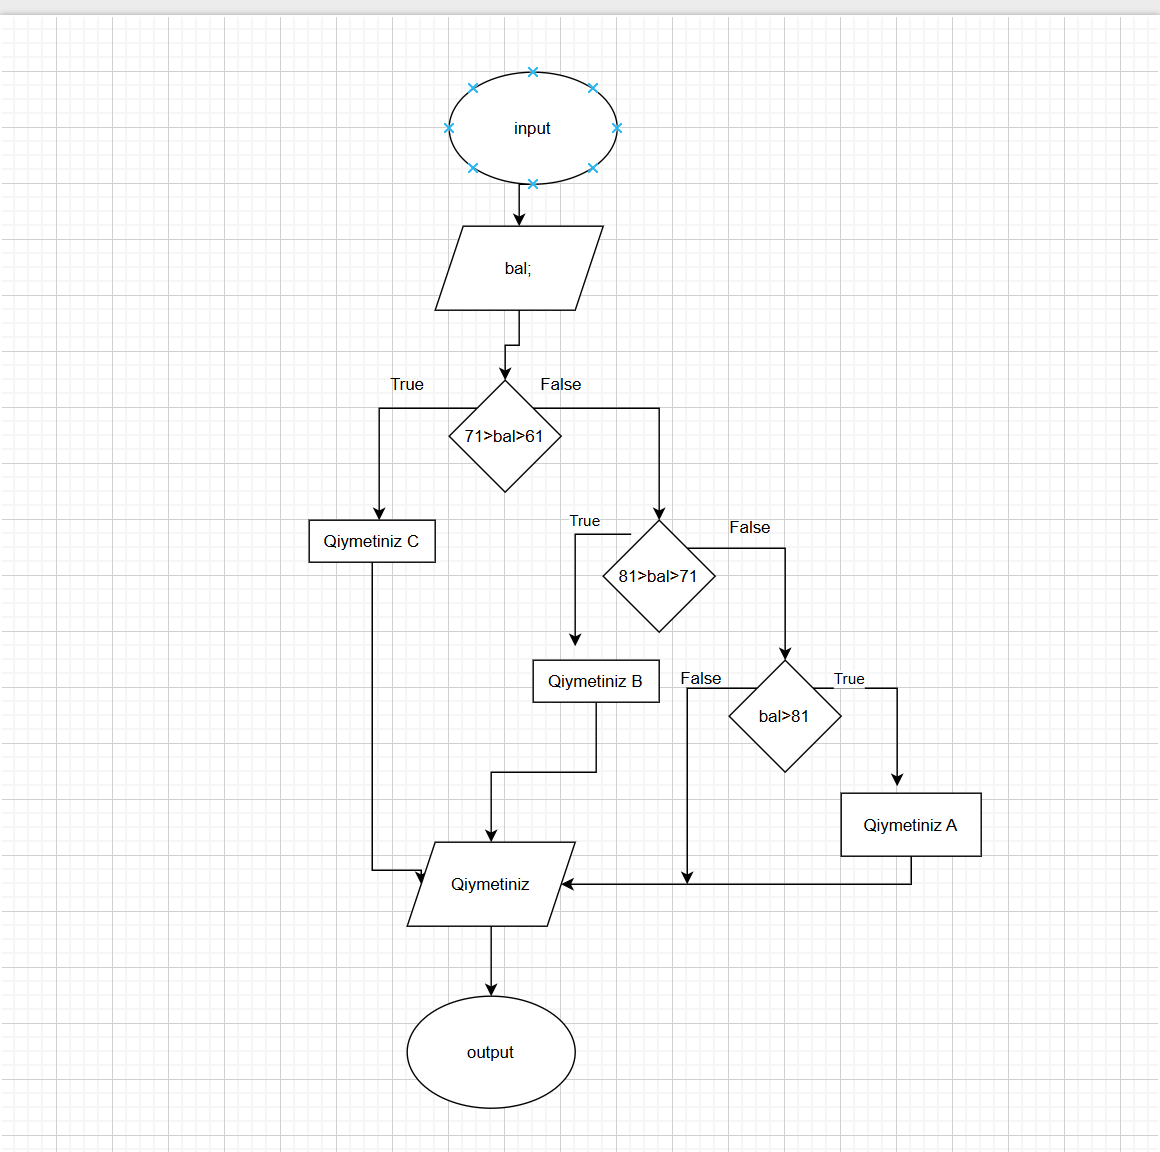 input
bal;
True
False
71>bal>61
Qiymetiniz C
True
False
81>bal>71
Qiymetiniz B
False
True
bal>81
Qiymetiniz A
Qiymetiniz
output